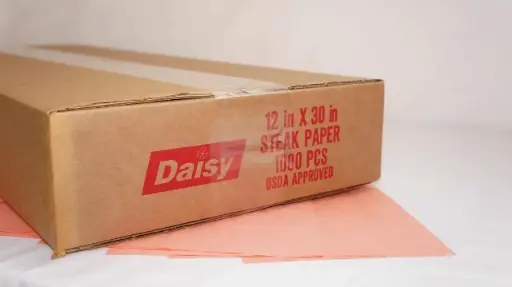 Daisy
12 in X 30 in
STEAK PAPER
1000 PCS
USDA APPROVED